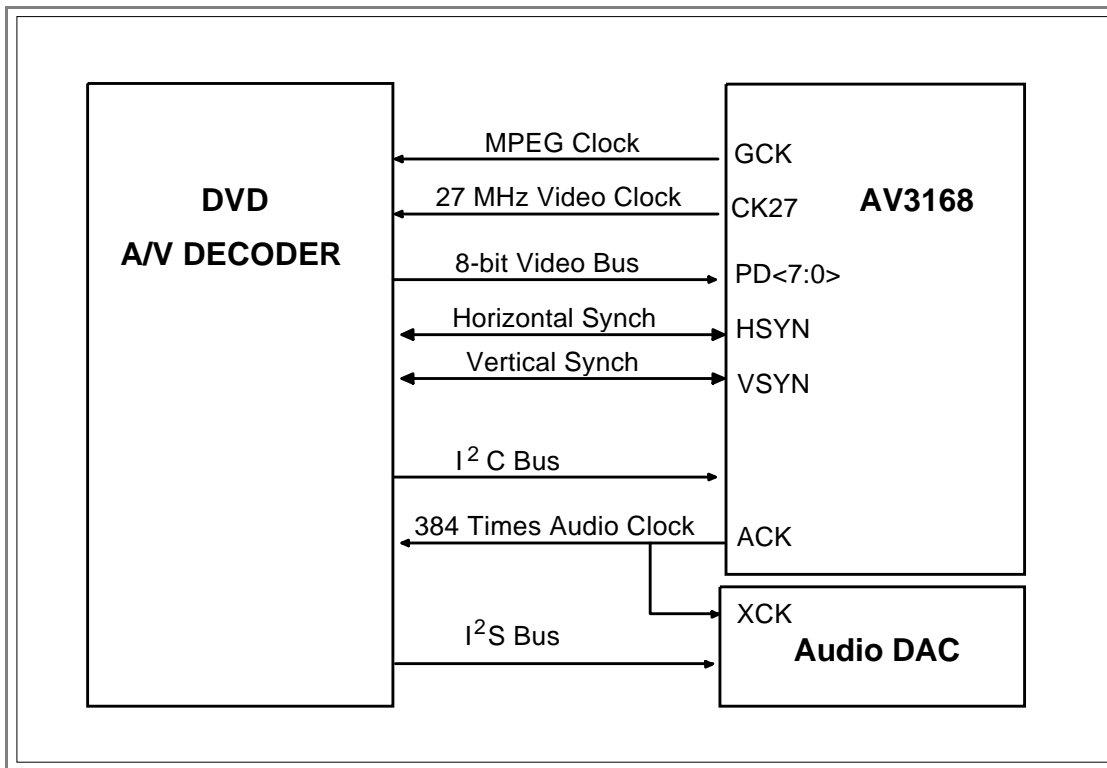 MPEG Clock
GCK
DVD
A/V DECODER
27 MHz Video Clock
CK27
AV3168
8-bit Video Bus
PD<7:0>
Horizontal Synch
HSYN
Vertical Synch
VSYN
I² C Bus
384 Times Audio Clock
ACK
XCK
I²S Bus
Audio DAC